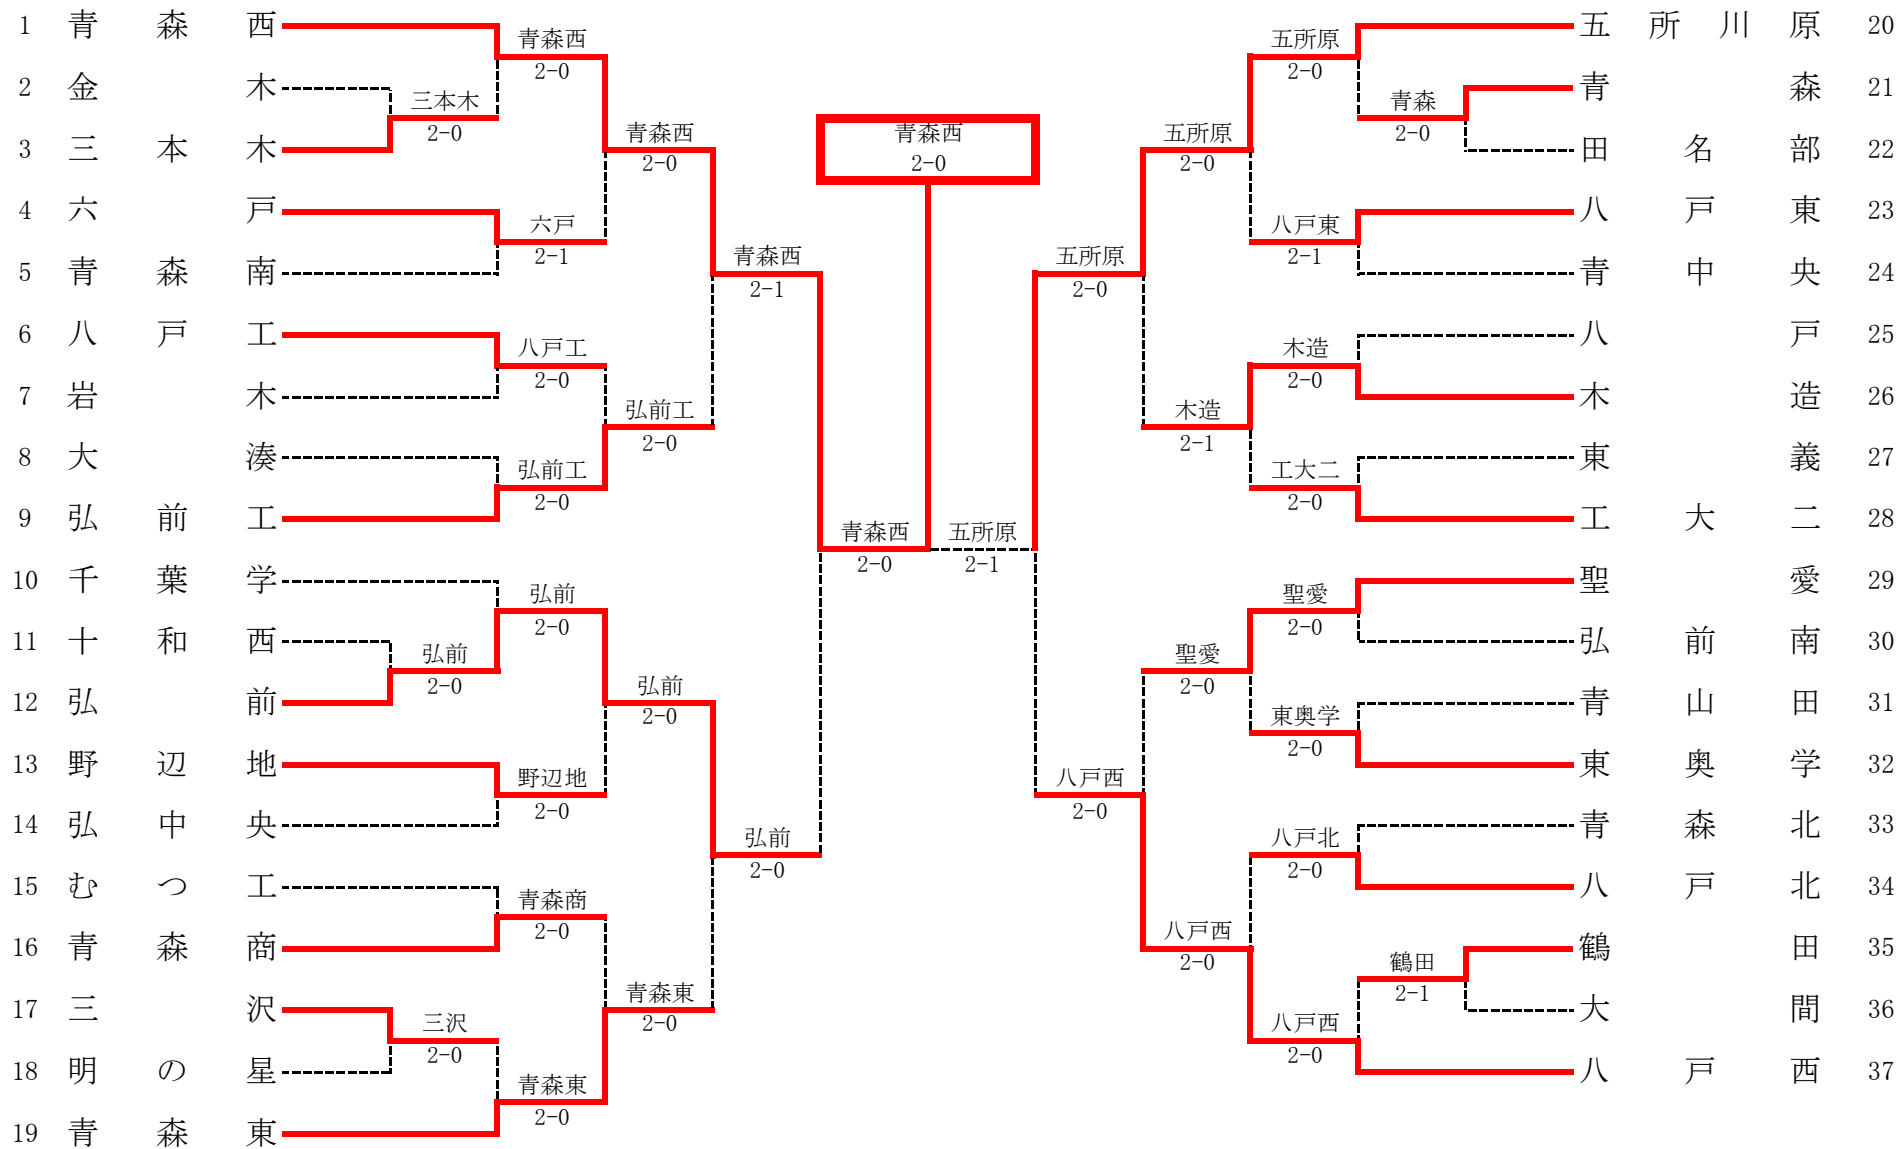 1 青森西
2 金木
3 三本木
4 六戸
5 青森南
6 八戸工
7 岩木
8 大湊
9 弘前工
10 千葉学
11 十和西
12 弘前
13 野辺地
14 弘中央
15 むつ工
16 青森商
17 三沢
18 明の星
19 青森東
三本木
2-0
弘前
2-0
三沢
2-0
青森西
2-0
六戸
2-1
八戸工
2-0
弘前工
2-0
弘前
2-0
野辺地
2-0
青森商
2-0
青森東
2-0
青森西
2-0
弘前工
2-0
弘前
2-0
青森東
2-0
青森西
2-1
弘前
2-0
青森西
2-0
青森西
2-0
五所原
2-1
五所原
2-0
八戸西
2-0
五所原
2-0
木造
2-1
聖愛
2-0
八戸西
2-0
五所原
2-0
八戸東
2-1
木造
2-0
工大二
2-0
聖愛
2-0
東奥学
2-0
八戸北
2-0
八戸西
2-0
青森
2-0
鶴田
2-1
五所川原 20
青森 21
田名部 22
八戸東 23
青中央 24
八戸 25
木造 26
東義 27
工大二 28
聖愛 29
弘前南 30
青山田 31
東奥学 32
青森北 33
八戸北 34
鶴田 35
大間 36
八戸西 37